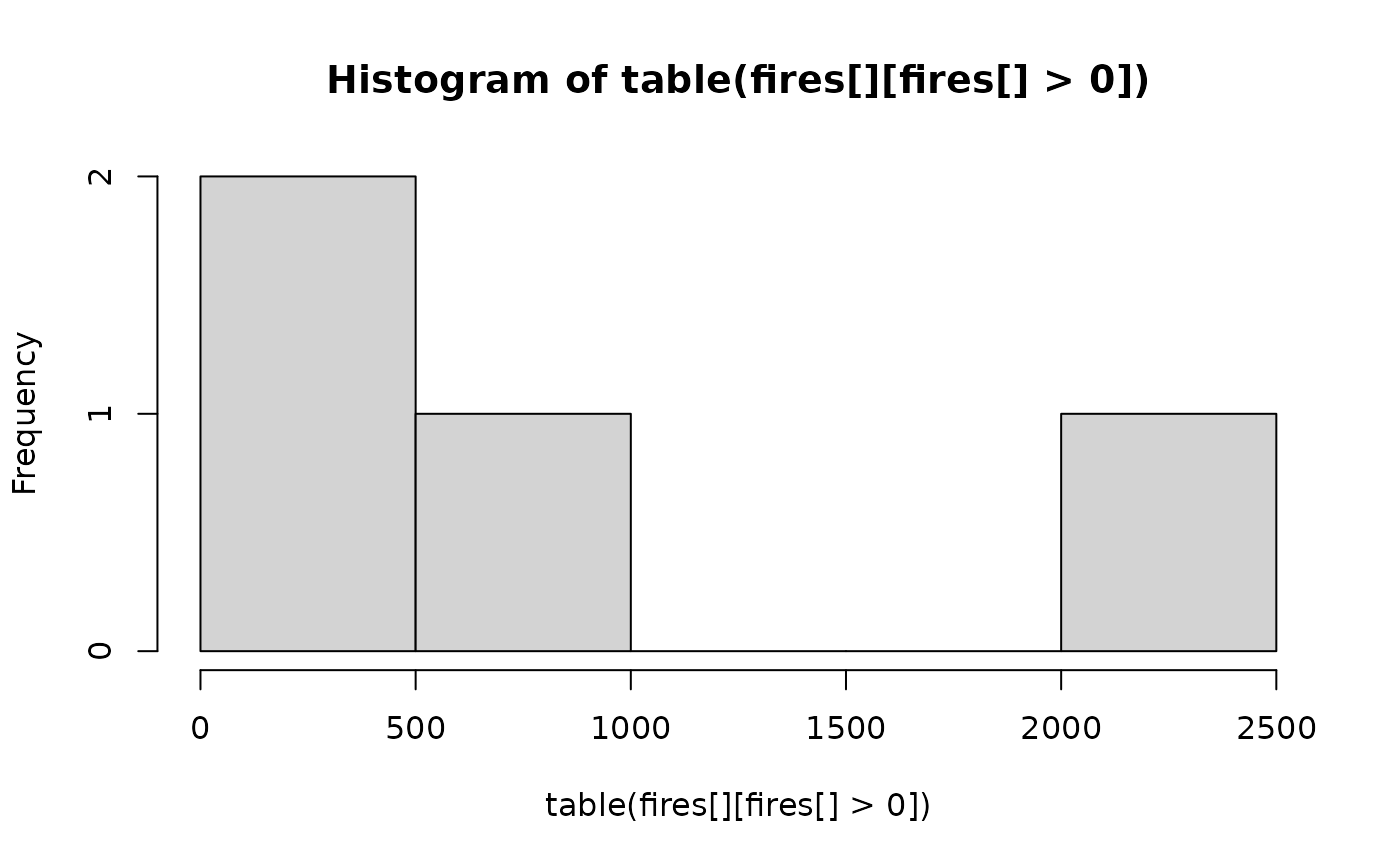 Histogram of table(fires[][fires[] > 0])
Frequency
2
1
0
0 500 1000 1500 2000 2500
table(fires[][fires[] > 0])